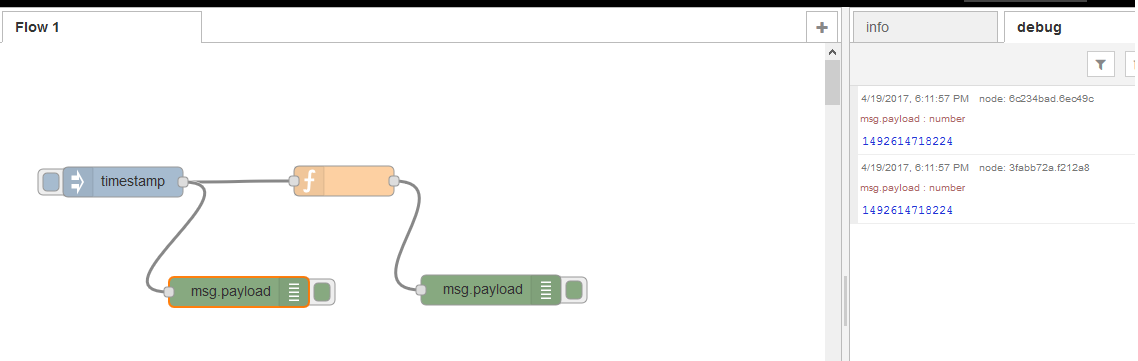 Flow 1
info
debug
4/19/2017, 6:11:57 PM node: 6c234bad.6ec49c
msg.payload : number
1492614718224
4/19/2017, 6:11:57 PM node: 3fabb72a.f212a8
msg.payload : number
1492614718224
timestamp
msg.payload
msg.payload